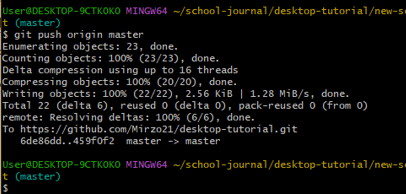 User@DESKTOP-9CTK0KO MINGW64 ~/school-journal/desktop-tutorial/new-s
t (master)
$ git push origin master
Enumerating objects: 23, done.
Counting objects: 100% (23/23), done.
Delta compression using up to 16 threads
Compressing objects: 100% (20/20), done.
Writing objects: 100% (22/22), 2.56 KiB | 1.28 MiB/s, done.
Total 22 (delta 6), reused 0 (delta 0), pack-reused 0 (from 0)
remote: Resolving deltas: 100% (6/6), done.
To https://github.com/Mirzo21/desktop-tutorial.git
   6de86dd..459f0f2  master -> master

User@DESKTOP-9CTK0KO MINGW64 ~/school-journal/desktop-tutorial/new-s
t (master)
$